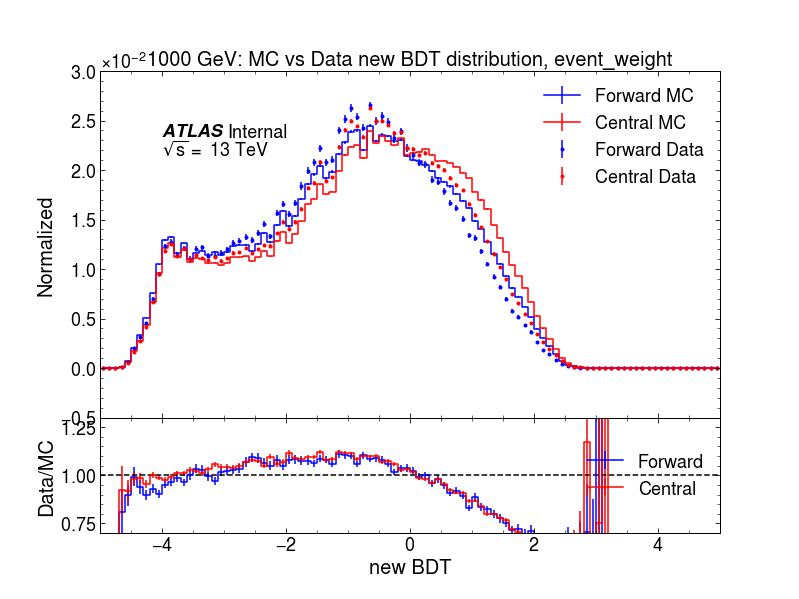 ×10⁻² 1000 GeV: MC vs Data new BDT distribution, event_weight
3.0
2.5
2.0
1.5
1.0
0.5
0.0
−0.5
Normalized
ATLAS Internal
√s = 13 TeV
Forward MC
Central MC
Forward Data
Central Data
1.25
1.00
0.75
Data/MC
Forward
Central
−4 −2 0 2 4
new BDT